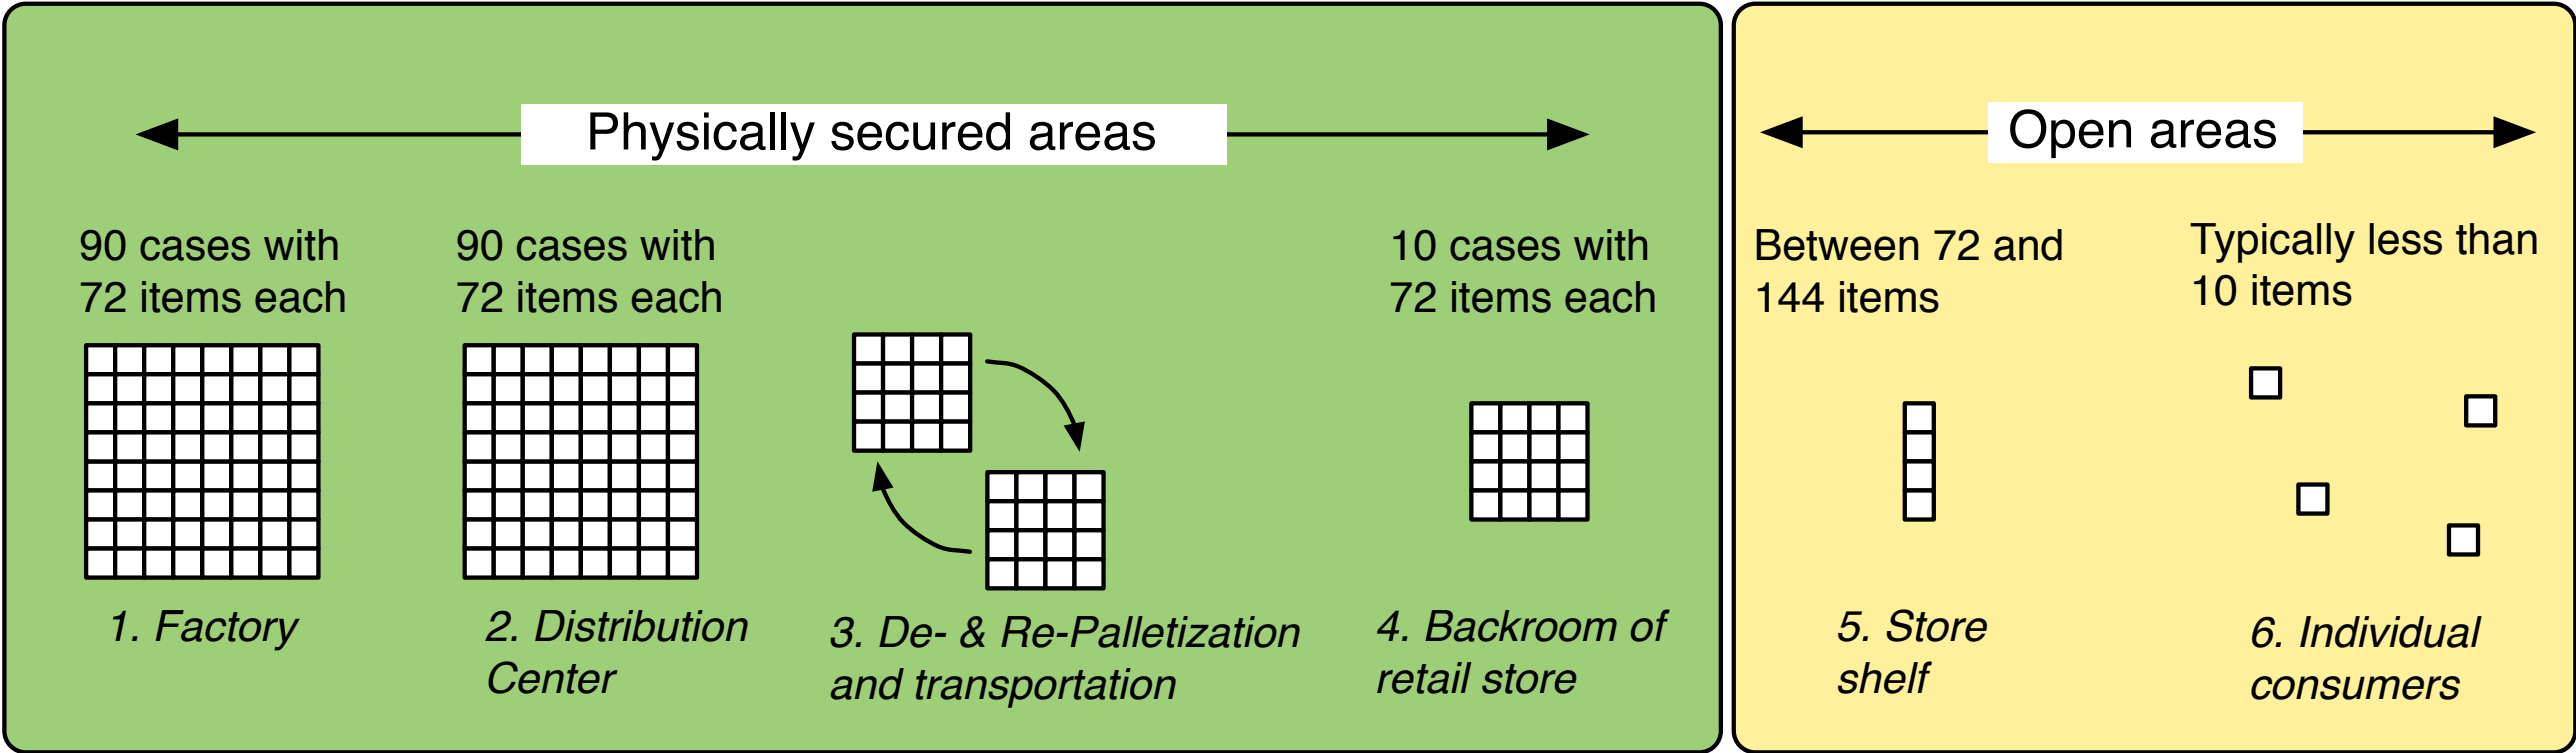 Physically secured areas
Open areas
90 cases with
72 items each
90 cases with
72 items each
10 cases with
72 items each
Between 72 and
144 items
Typically less than
10 items
1. Factory
2. Distribution
Center
3. De- & Re-Palletization
and transportation
4. Backroom of
retail store
5. Store
shelf
6. Individual
consumers